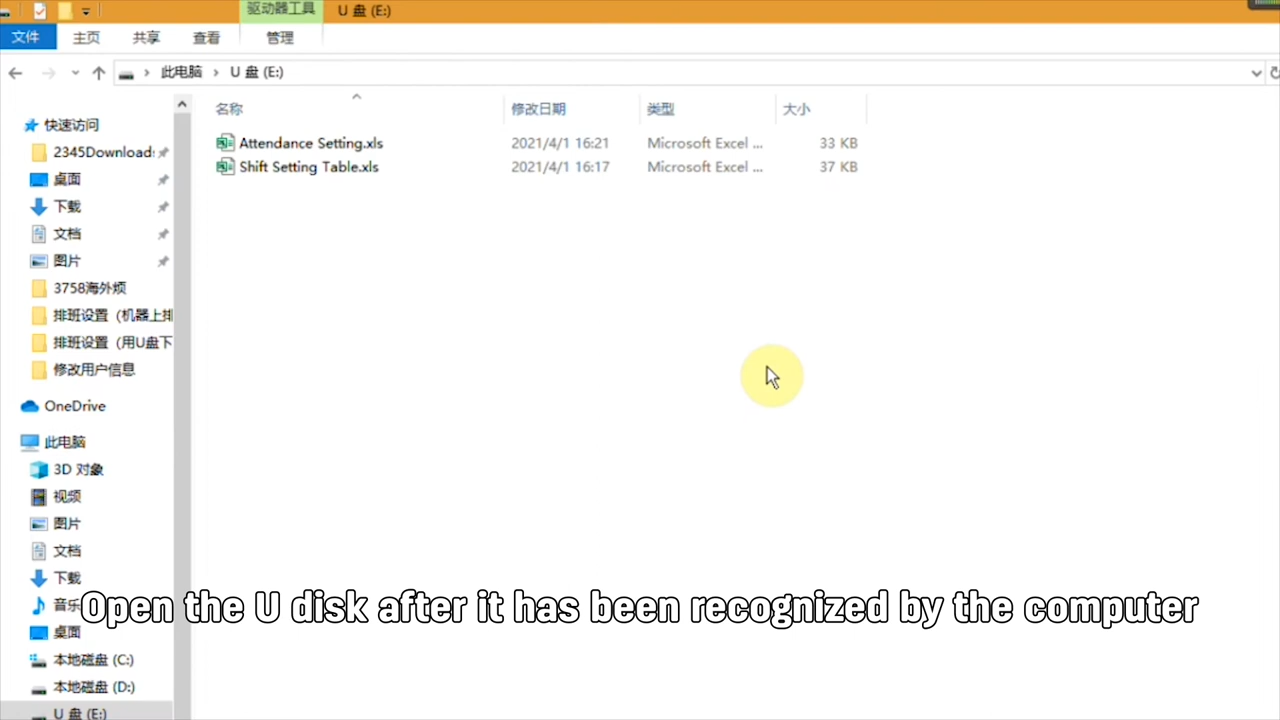 驱动器工具
U 盘 (E:)
文件
主页
共享
查看
管理
此电脑
U 盘 (E:)
名称
修改日期
类型
大小
Attendance Setting.xls
2021/4/1 16:21
Microsoft Excel ...
33 KB
Shift Setting Table.xls
2021/4/1 16:17
Microsoft Excel ...
37 KB
快速访问
2345Downloads
桌面
下载
文档
图片
3758海外烦
排班设置（机器上排
排班设置（用U盘下
修改用户信息
OneDrive
此电脑
3D 对象
视频
图片
文档
下载
音乐
桌面
本地磁盘 (C:)
本地磁盘 (D:)
U 盘 (E:)
Open the U disk after it has been recognized by the computer